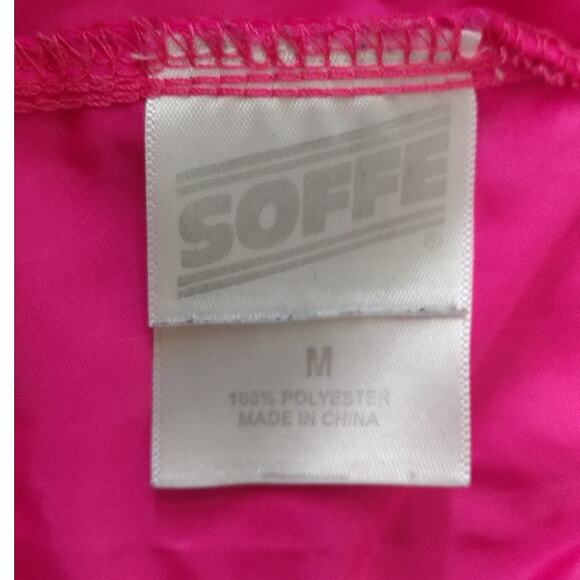 SOFFE
®
M
100% POLYESTER
MADE IN CHINA